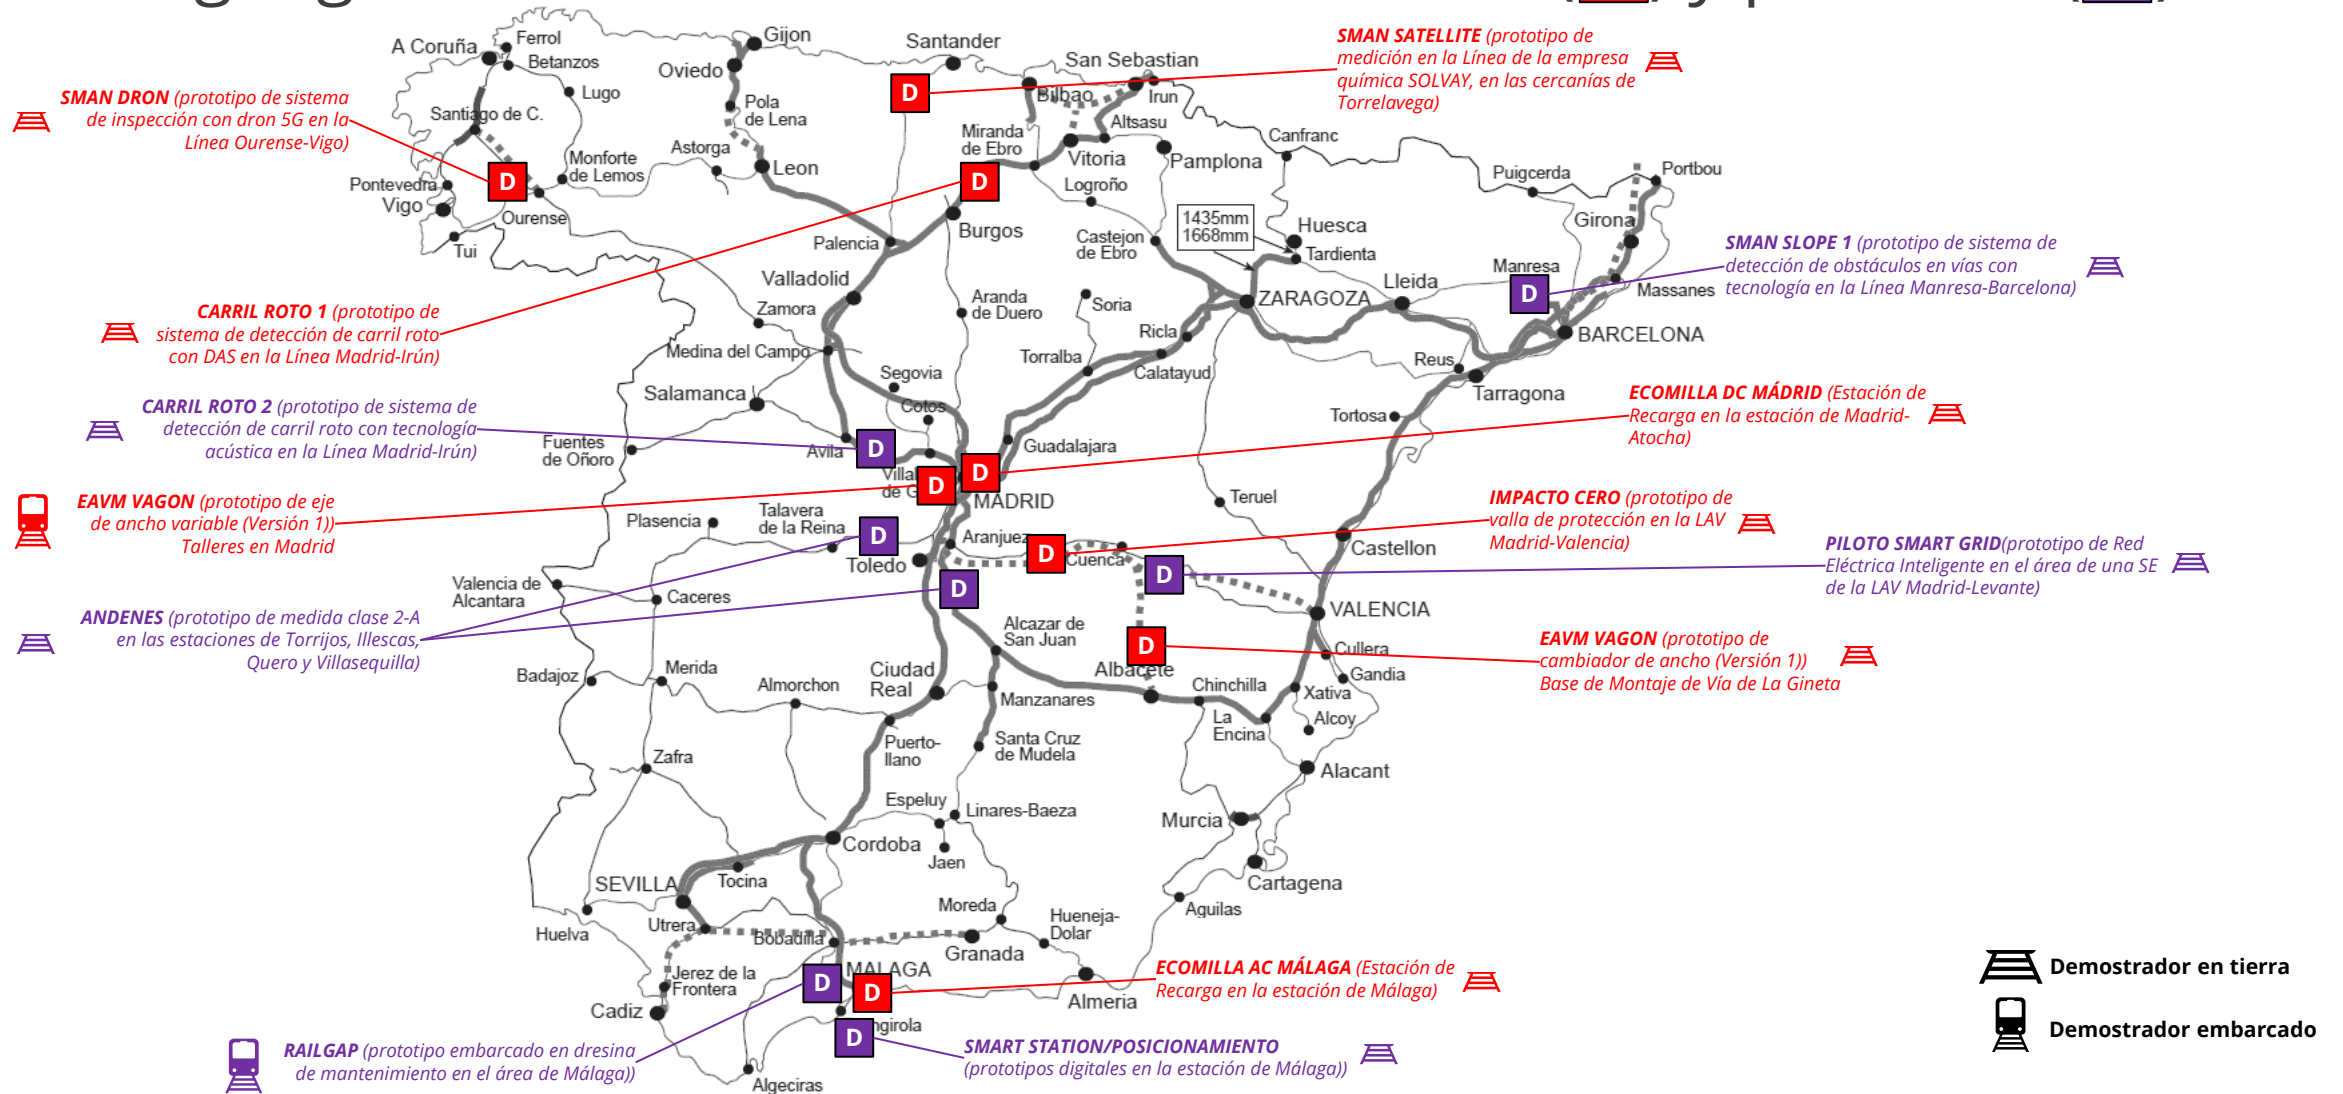 A Coruña
Ferrol
Betanzos
Lugo
Gijon
Oviedo
Santander
San Sebastian
Irun
Bilbao
SMAN SATELLITE (prototipo de
medición en la Línea de la empresa
química SOLVAY, en las cercanías de
Torrelavega)
D
SMAN DRON (prototipo de sistema
de inspección con dron 5G en la
Línea Ourense-Vigo)
Santiago de C.
Pola
de Lena
Miranda
de Ebro
Altsasu
Vitoria
Pamplona
Canfranc
Astorga
Leon
Monforte
de Lemos
D
D
Pontevedra
Vigo
Ourense
Tui
Logroño
Puigcerda
Portbou
Girona
Burgos
Palencia
Castejon
de Ebro
1435mm
1668mm
Huesca
Tardienta
SMAN SLOPE 1 (prototipo de sistema de
detección de obstáculos en vías con
tecnología en la Línea Manresa-Barcelona)
Manresa
D
Massanes
Valladolid
Zamora
Aranda
de Duero
Soria
ZARAGOZA
Lleida
BARCELONA
CARRIL ROTO 1 (prototipo de
sistema de detección de carril roto
con DAS en la Línea Madrid-Irún)
Medina del Campo
Ricla
Torralba
Calatayud
Reus
Tarragona
Segovia
Salamanca
Cotos
Tortosa
CARRIL ROTO 2 (prototipo de sistema de
detección de carril roto con tecnología
acústica en la Línea Madrid-Irún)
ECOMILLA DC MÁDRID (Estación de
Recarga en la estación de Madrid-
Atocha)
Fuentes
de Oñoro
Avila
D
Guadalajara
D
D
MADRID
EAVM VAGON (prototipo de eje
de ancho variable (Versión 1))
Talleres en Madrid
IMPACTO CERO (prototipo de
valla de protección en la LAV
Madrid-Valencia)
Teruel
Plasencia
Talavera
de la Reina
D
Toledo
Aranjuez
D
Cuenca
D
Castellon
PILOTO SMART GRID(prototipo de Red
Eléctrica Inteligente en el área de una SE
de la LAV Madrid-Levante)
Valencia de
Alcantara
Caceres
D
VALENCIA
ANDENES (prototipo de medida clase 2-A
en las estaciones de Torrijos, Illescas,
Quero y Villasequilla)
Alcazar de
San Juan
D
Albacete
Cullera
Gandia
EAVM VAGON (prototipo de
cambiador de ancho (Versión 1))
Base de Montaje de Vía de La Gineta
Badajoz
Merida
Almorchon
Ciudad
Real
Manzanares
Chinchilla
Xativa
La
Encina
Alcoy
Puerto-
llano
Santa Cruz
de Mudela
Zafra
Alacant
Espeluy
Linares-Baeza
Murcia
Cordoba
Jaen
SEVILLA
Tocina
Cartagena
Aguilas
Huelva
Utrera
Bobadilla
Moreda
Hueneja-
Dolar
Granada
Jerez de la
Frontera
Cadiz
D
MALAGA
D
Almeria
ECOMILLA AC MÁLAGA (Estación de
Recarga en la estación de Málaga)
D
RAILGAP (prototipo embarcado en dresina
de mantenimiento en el área de Málaga))
SMART STATION/POSICIONAMIENTO
(prototipos digitales en la estación de Málaga))
Algeciras
Demostrador en tierra
Demostrador embarcado